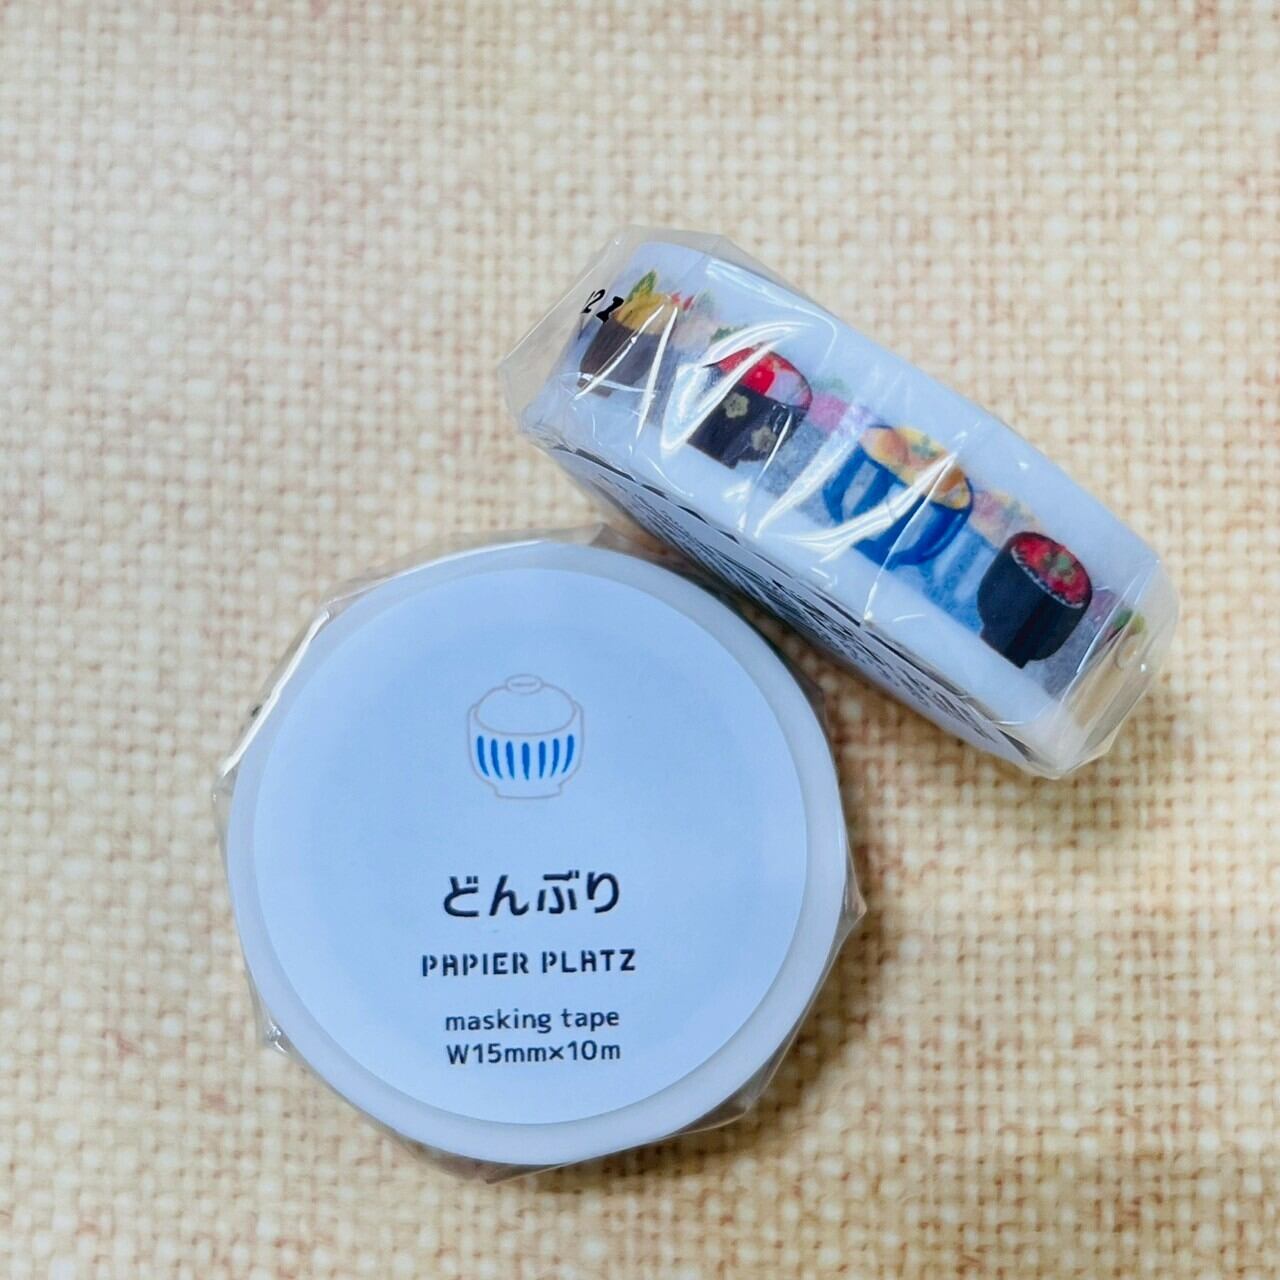 どんぶり
PAPIER PLATZ
masking tape
W15mm×10m